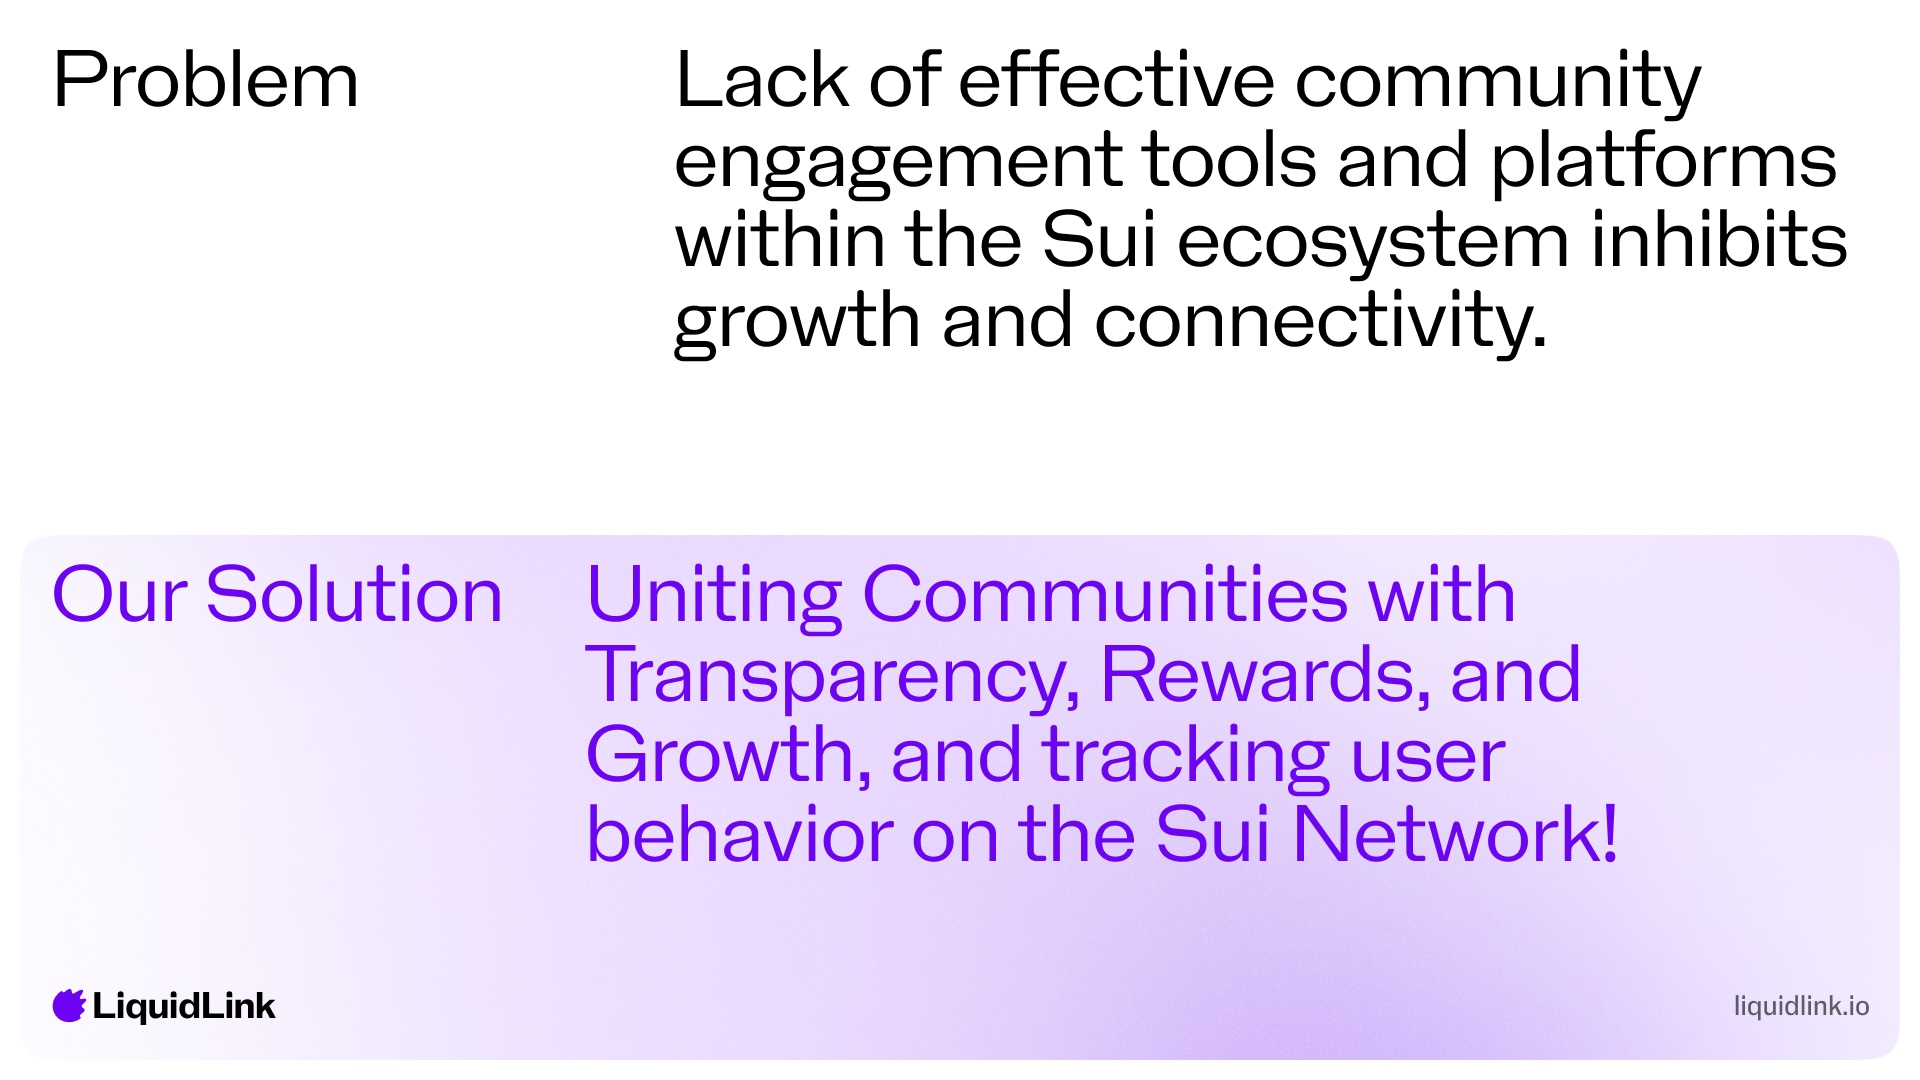 Problem
Lack of effective community
engagement tools and platforms
within the Sui ecosystem inhibits
growth and connectivity.
Our Solution
Uniting Communities with
Transparency, Rewards, and
Growth, and tracking user
behavior on the Sui Network!
LiquidLink
liquidlink.io